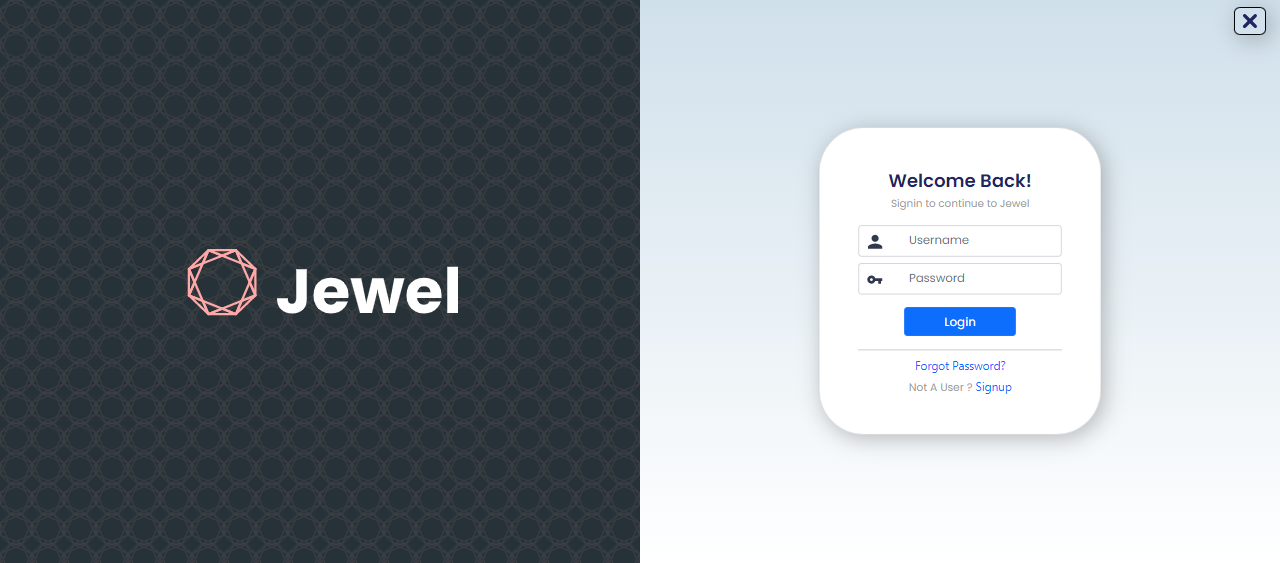 Jewel
Welcome Back!
Signin to continue to Jewel
Username
Password
Login
Forgot Password?
Not A User ? Signup